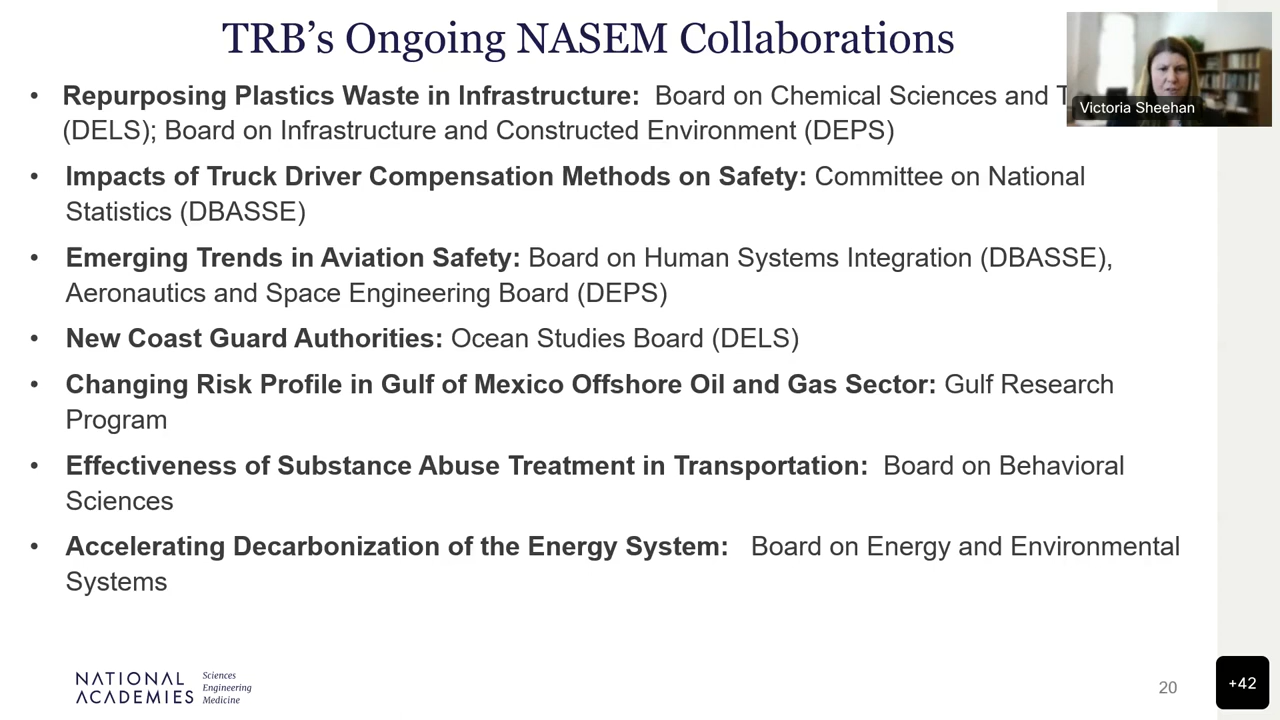 TRB’s Ongoing NASEM Collaborations
Victoria Sheehan
• Repurposing Plastics Waste in Infrastructure: Board on Chemical Sciences and
(DELS); Board on Infrastructure and Constructed Environment (DEPS)
• Impacts of Truck Driver Compensation Methods on Safety: Committee on National
Statistics (DBASSE)
• Emerging Trends in Aviation Safety: Board on Human Systems Integration (DBASSE),
Aeronautics and Space Engineering Board (DEPS)
• New Coast Guard Authorities: Ocean Studies Board (DELS)
• Changing Risk Profile in Gulf of Mexico Offshore Oil and Gas Sector: Gulf Research
Program
• Effectiveness of Substance Abuse Treatment in Transportation: Board on Behavioral
Sciences
• Accelerating Decarbonization of the Energy System: Board on Energy and Environmental
Systems
NATIONAL
ACADEMIES
Sciences
Engineering
Medicine
20
+42